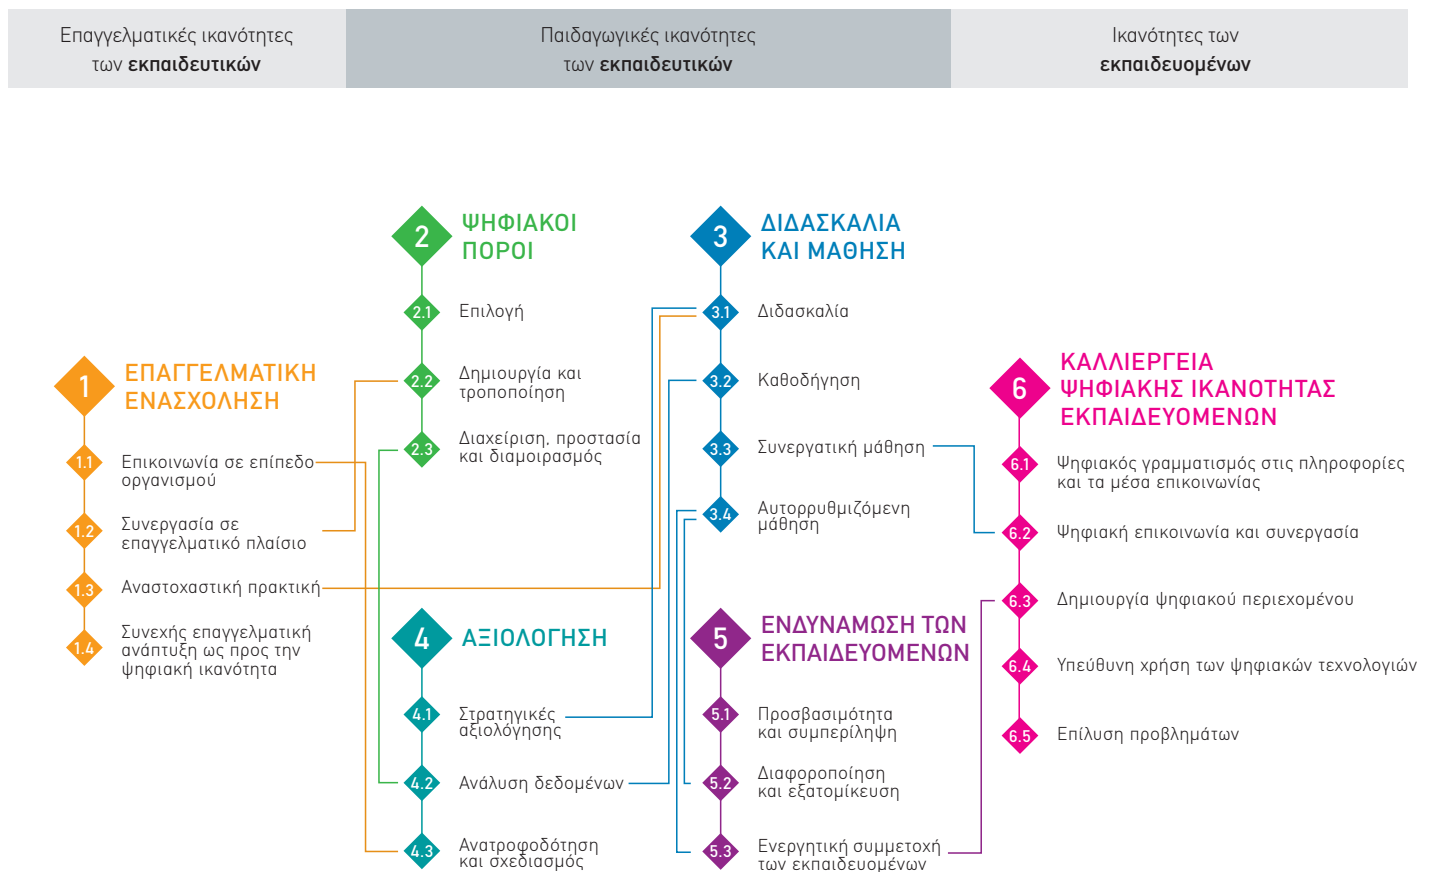 Επαγγελματικές ικανότητες
των εκπαιδευτικών
Παιδαγωγικές ικανότητες
των εκπαιδευτικών
Ικανότητες των
εκπαιδευομένων
1
ΕΠΑΓΓΕΛΜΑΤΙΚΗ
ΕΝΑΣΧΟΛΗΣΗ
1.1
Επικοινωνία σε επίπεδο
οργανισμού
1.2
Συνεργασία σε
επαγγελματικό πλαίσιο
1.3
Αναστοχαστική πρακτική
1.4
Συνεχής επαγγελματική
ανάπτυξη ως προς την
ψηφιακή ικανότητα
2
ΨΗΦΙΑΚΟΙ
ΠΟΡΟΙ
2.1
Επιλογή
2.2
Δημιουργία και
τροποποίηση
2.3
Διαχείριση, προστασία
και διαμοιρασμός
3
ΔΙΔΑΣΚΑΛΙΑ
ΚΑΙ ΜΑΘΗΣΗ
3.1
Διδασκαλία
3.2
Καθοδήγηση
3.3
Συνεργατική μάθηση
3.4
Αυτορρυθμιζόμενη
μάθηση
4
ΑΞΙΟΛΟΓΗΣΗ
4.1
Στρατηγικές
αξιολόγησης
4.2
Ανάλυση δεδομένων
4.3
Ανατροφοδότηση
και σχεδιασμός
5
ΕΝΔΥΝΑΜΩΣΗ ΤΩΝ
ΕΚΠΑΙΔΕΥΟΜΕΝΩΝ
5.1
Προσβασιμότητα
και συμπερίληψη
5.2
Διαφοροποίηση
και εξατομίκευση
5.3
Ενεργητική συμμετοχή
των εκπαιδευομένων
6
ΚΑΛΛΙΕΡΓΕΙΑ
ΨΗΦΙΑΚΗΣ ΙΚΑΝΟΤΗΤΑΣ
ΕΚΠΑΙΔΕΥΟΜΕΝΩΝ
6.1
Ψηφιακός γραμματισμός στις πληροφορίες
και τα μέσα επικοινωνίας
6.2
Ψηφιακή επικοινωνία και συνεργασία
6.3
Δημιουργία ψηφιακού περιεχομένου
6.4
Υπεύθυνη χρήση των ψηφιακών τεχνολογιών
6.5
Επίλυση προβλημάτων